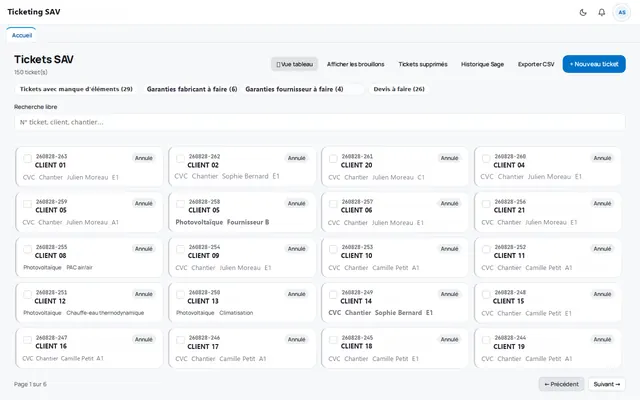 Ticketing SAV
AS
Accueil
Tickets SAV
150 ticket(s)
Vue tableau
Afficher les brouillons
Tickets supprimés
Historique Sage
Exporter CSV
+ Nouveau ticket
Tickets avec manque d'éléments (29)
Garanties fabricant à faire (6)
Garanties fournisseur à faire (4)
Devis à faire (26)
Recherche libre
N° ticket, client, chantier...
260828-263 Annulé
CLIENT 01
CVC Chantier Julien Moreau E1
260828-262 Annulé
CLIENT 02
CVC Chantier Sophie Bernard E1
260828-261 Annulé
CLIENT 20
CVC Chantier Julien Moreau C1
260828-260 Annulé
CLIENT 04
CVC Chantier Julien Moreau E1
260828-259 Annulé
CLIENT 05
CVC Chantier Julien Moreau A1
260828-258 Annulé
CLIENT 05
Photovoltaïque Fournisseur B
260828-257 Annulé
CLIENT 06
CVC Chantier Julien Moreau E1
260828-256 Annulé
CLIENT 21
CVC Chantier Julien Moreau E1
260828-255 Annulé
CLIENT 08
Photovoltaïque PAC air/air
260828-254 Annulé
CLIENT 09
CVC Chantier Julien Moreau E1
260828-253 Annulé
CLIENT 10
CVC Chantier Camille Petit A1
260828-252 Annulé
CLIENT 11
CVC Chantier Camille Petit A1
260828-251 Annulé
CLIENT 12
Photovoltaïque Chauffe-eau thermodynamique
260828-250 Annulé
CLIENT 13
Photovoltaïque Climatisation
260828-249 Annulé
CLIENT 14
CVC Chantier Sophie Bernard E1
260828-248 Annulé
CLIENT 15
CVC Chantier Camille Petit E1
260828-247 Annulé
CLIENT 16
CVC Chantier Camille Petit A1
260828-246 Annulé
CLIENT 17
CVC Chantier Camille Petit A1
260828-245 Annulé
CLIENT 18
CVC Chantier Camille Petit E1
260828-244 Annulé
CLIENT 19
CVC Chantier Camille Petit A1
Page 1 sur 6
← Précédent
Suivant →